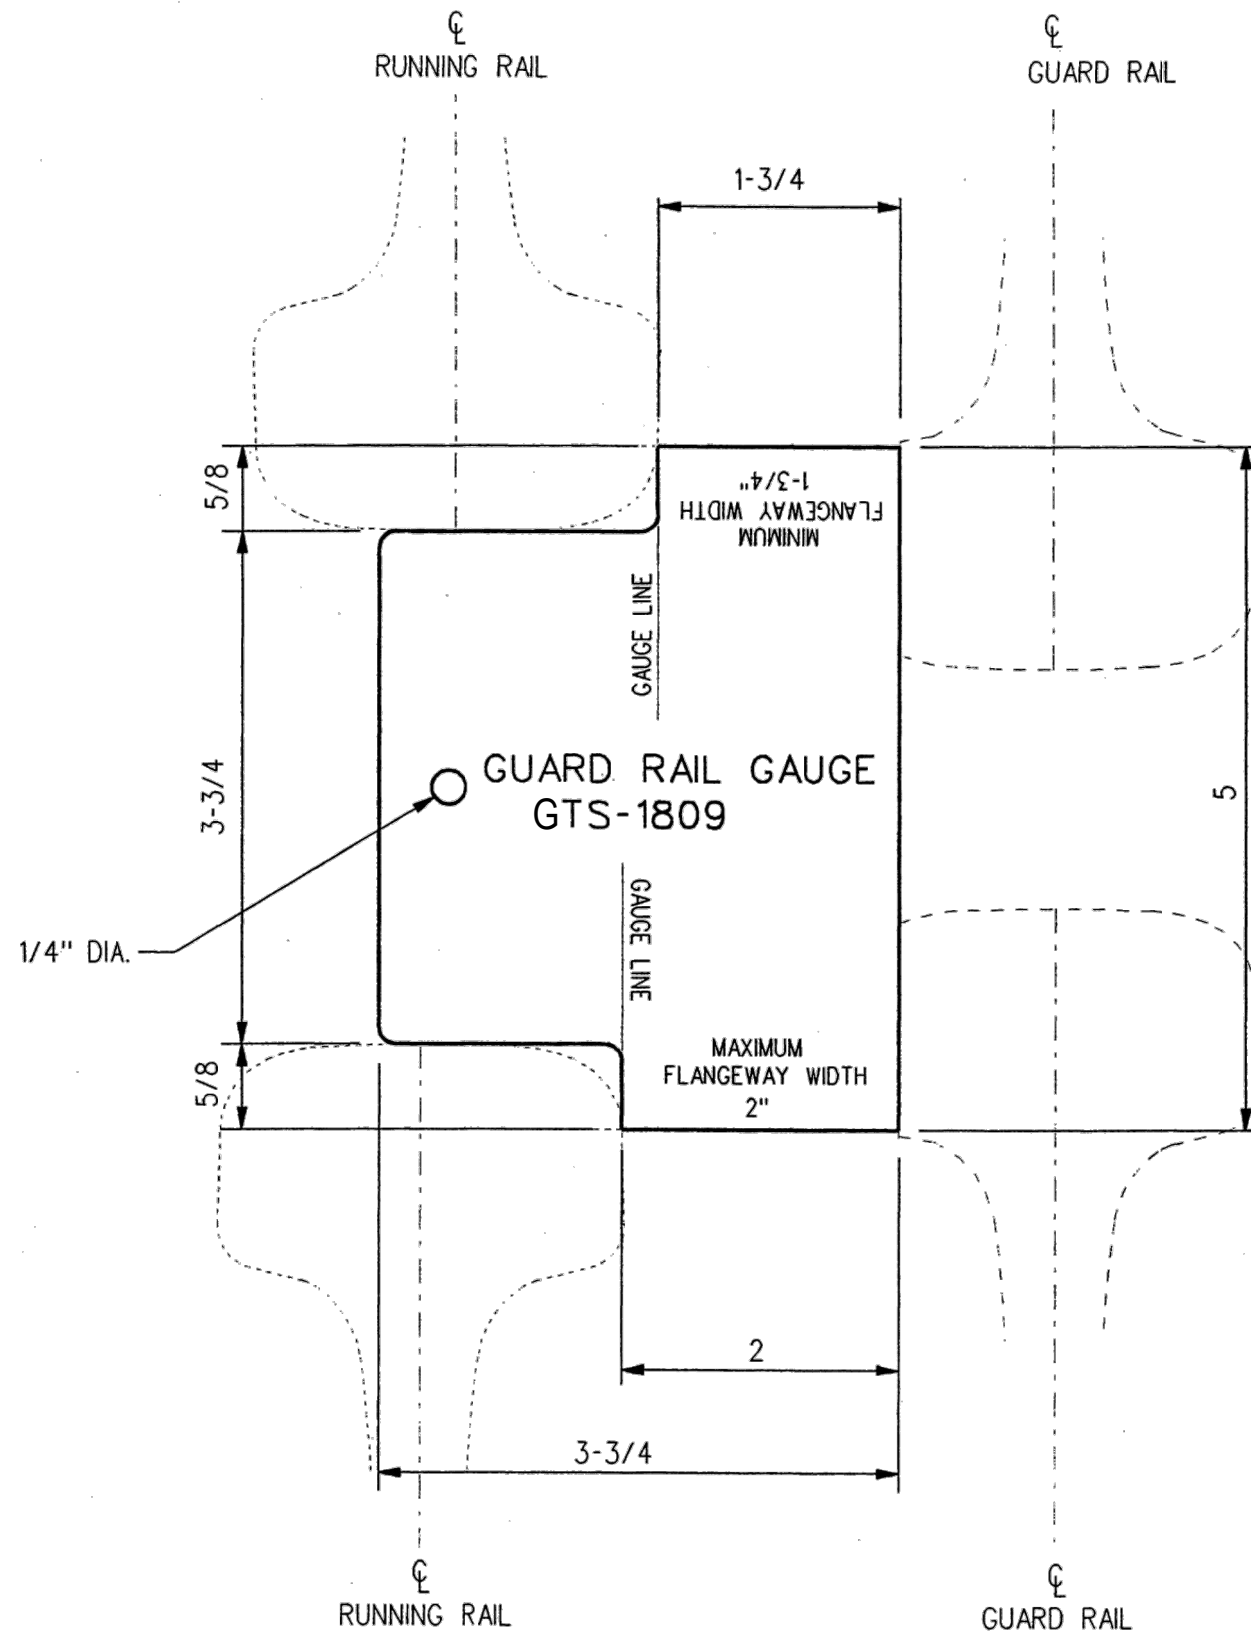 ℄
RUNNING RAIL
℄
GUARD RAIL
1-3/4
5/8
MINIMUM
FLANGEWAY WIDTH
1-3/4"
GAUGE LINE
3-3/4
GUARD RAIL GAUGE
GTS-1809
5
1/4" DIA.
GAUGE LINE
5/8
MAXIMUM
FLANGEWAY WIDTH
2"
2
3-3/4
℄
RUNNING RAIL
℄
GUARD RAIL